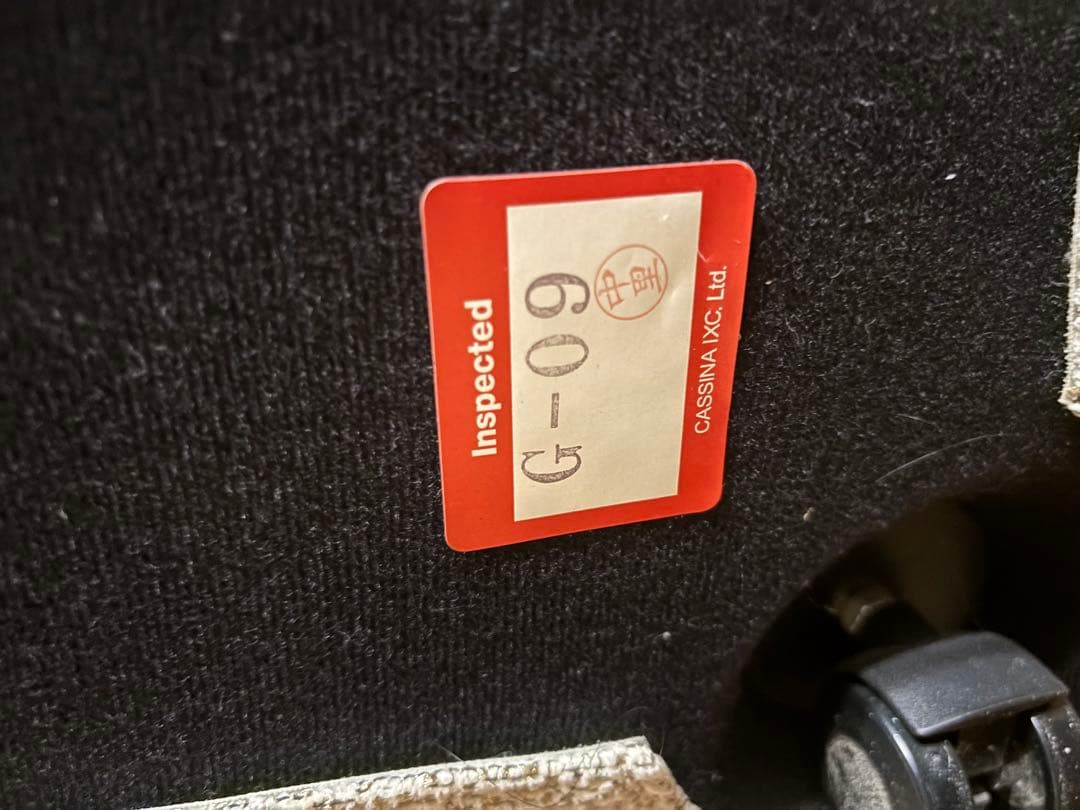 Inspected
G-09
中里
CASSINA IXC. Ltd.